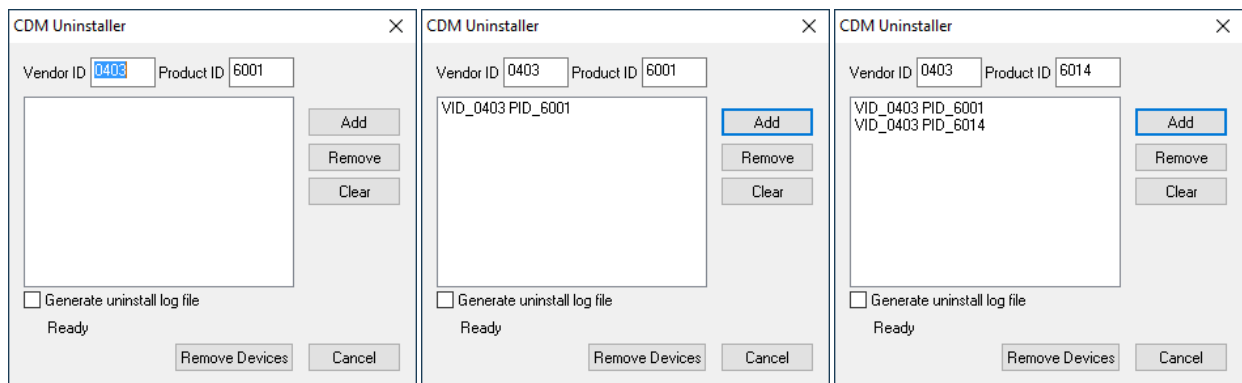 CDM Uninstaller
Vendor ID 0403 Product ID 6001
Add
Remove
Clear
Generate uninstall log file
Ready
Remove Devices Cancel
CDM Uninstaller
Vendor ID 0403 Product ID 6001
VID_0403 PID_6001
Add
Remove
Clear
Generate uninstall log file
Ready
Remove Devices Cancel
CDM Uninstaller
Vendor ID 0403 Product ID 6014
VID_0403 PID_6001
VID_0403 PID_6014
Add
Remove
Clear
Generate uninstall log file
Ready
Remove Devices Cancel